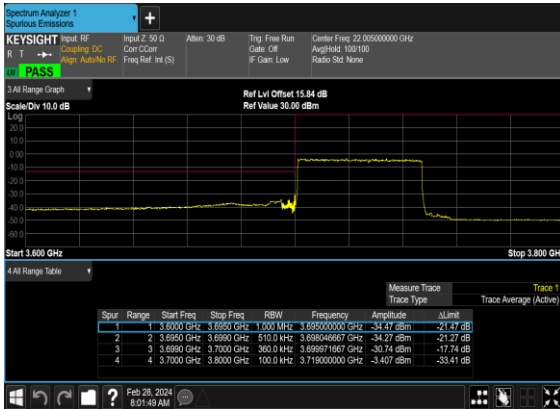 Spectrum Analyzer 1
Spurious Emissions
+
KEYSIGHT Input: RF Input Z: 50 Ω Atten: 30 dB Trig: Free Run Center Freq: 22.005000000 GHz
R T Coupling: DC Corr CCorr Gate: Off Avg|Hold: 100/100
Align: Auto/No RF Freq Ref: Int (S) IF Gain: Low Radio Std: None
PASS
3 All Range Graph
Ref Lvl Offset 15.84 dB
Scale/Div 10.0 dB Ref Value 30.00 dBm
Log
20.0
10.0
0.00
-10.0
-20.0
-30.0
-40.0
-50.0
-60.0
Start 3.600 GHz Stop 3.800 GH
4 All Range Table
Measure Trace Trace 1
Trace Type Trace Average (Active)
Spur Range Start Freq Stop Freq RBW Frequency Amplitude ΔLimit
1 1 3.6000 GHz 3.6950 GHz 1.000 MHz 3.695000000 GHz -34.47 dBm -21.47 dB
2 2 3.6950 GHz 3.6990 GHz 510.0 kHz 3.698046667 GHz -34.27 dBm -21.27 dB
3 3 3.6990 GHz 3.7000 GHz 360.0 kHz 3.699971667 GHz -30.74 dBm -17.74 dB
4 4 3.7000 GHz 3.8000 GHz 100.0 kHz 3.719000000 GHz -3.407 dBm -33.41 dB
? Feb 28, 2024
8:01:49 AM